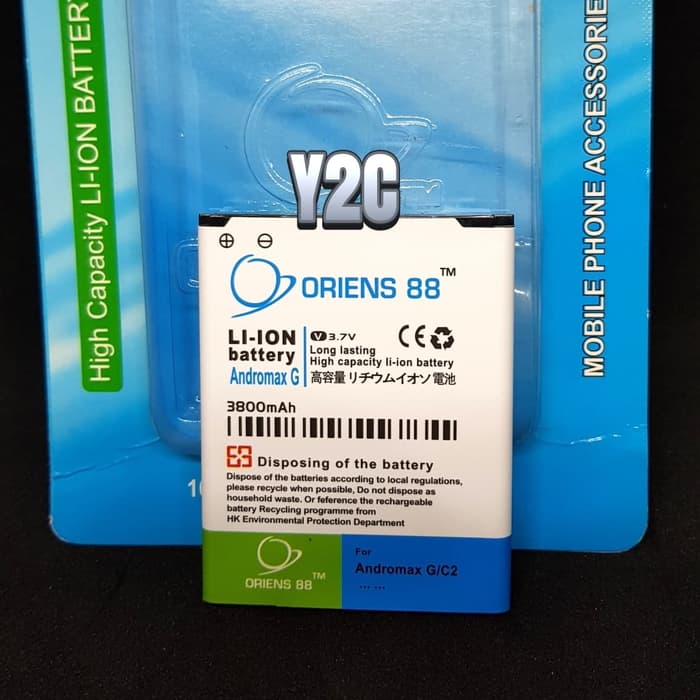 High Capacity LI-ION BATTERY
MOBILE PHONE ACCESSORIE
Y2C
ORIENS 88™
LI-ION
battery
Andromax G
V 3.7V
Long lasting
High capacity li-ion battery
高容量 リチウムイオソ 電池
CE
3800mAh
Disposing of the battery
Dispose of the batteries according to local regulations,
please recycle when possible, Do not dispose as
household waste. Or feference the rechargeable
battery Recycling programme from
HK Environmental Protection Department
ORIENS 88™
For
Andromax G/C2
... ...